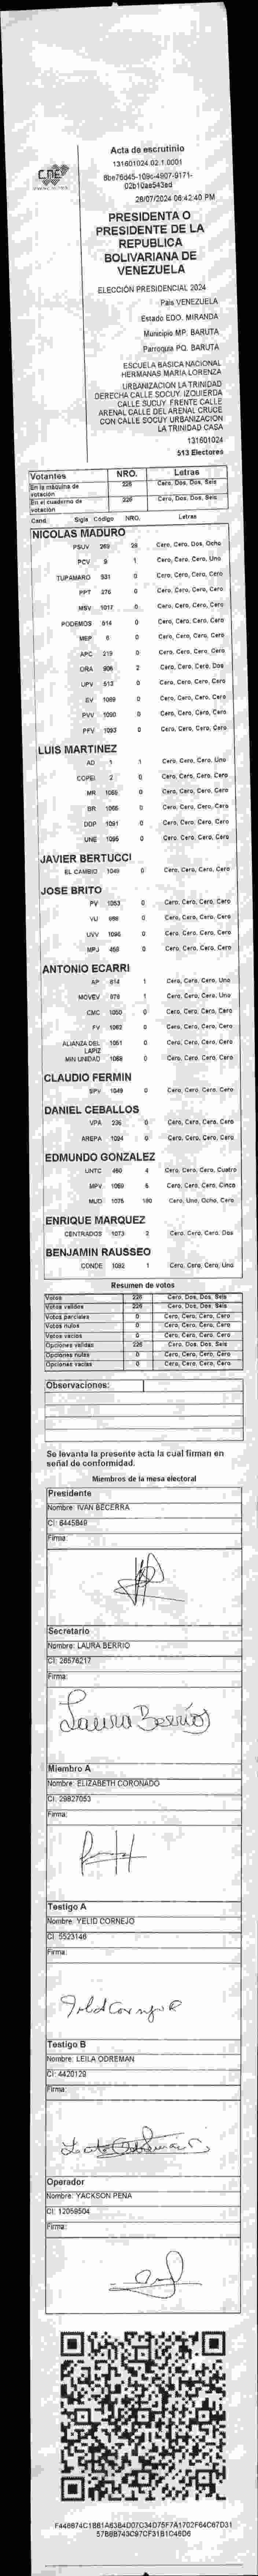 CNE
Acta de escrutinio
131601024.02.1.0001
28/07/2024 06:42:40 PM
PRESIDENTA O
PRESIDENTE DE LA
REPUBLICA
BOLIVARIANA DE
VENEZUELA
ELECCIÓN PRESIDENCIAL 2024
País VENEZUELA
Estado EDO. MIRANDA
Municipio MP. BARUTA
Parroquia PQ. BARUTA
ESCUELA BASICA NACIONAL
HERMANAS MARIA LORENZA
URBANIZACION LA TRINIDAD
DERECHA CALLE SOCUY. IZQUIERDA
CALLE SUCUY. FRENTE CALLE
ARENAL CALLE DEL ARENAL CRUCE
CON CALLE SOCUY URBANIZACION
LA TRINIDAD CASA
131601024
513 Electores
Votantes NRO. Letras
En la máquina de votación 226 Cero, Dos, Dos, Seis
En el cuaderno de votación 226 Cero, Dos, Dos, Seis
Cand. Sigla Código NRO. Letras
NICOLAS MADURO
PSUV 269 28 Cero, Cero, Dos, Ocho
PCV 9 1 Cero, Cero, Cero, Uno
TUPAMARO 531 0 Cero, Cero, Cero, Cero
PPT 276 0 Cero, Cero, Cero, Cero
MSV 1017 0 Cero, Cero, Cero, Cero
PODEMOS 514 0 Cero, Cero, Cero, Cero
MEP 6 0 Cero, Cero, Cero, Cero
APC 219 0 Cero, Cero, Cero, Cero
ORA 906 2 Cero, Cero, Cero, Dos
UPV 513 0 Cero, Cero, Cero, Cero
EV 1089 0 Cero, Cero, Cero, Cero
PVV 1090 0 Cero, Cero, Cero, Cero
PFV 1093 0 Cero, Cero, Cero, Cero
LUIS MARTINEZ
AD 1 1 Cero, Cero, Cero, Uno
COPEI 2 0 Cero, Cero, Cero, Cero
MR 0 Cero, Cero, Cero, Cero
BR 0 Cero, Cero, Cero, Cero
DDP 1091 0 Cero, Cero, Cero, Cero
UNE 1095 0 Cero, Cero, Cero, Cero
JAVIER BERTUCCI
EL CAMBIO 0 Cero, Cero, Cero, Cero
JOSE BRITO
PV 1053 0 Cero, Cero, Cero, Cero
VU 0 Cero, Cero, Cero, Cero
UVV 1096 0 Cero, Cero, Cero, Cero
MPJ 458 0 Cero, Cero, Cero, Cero
ANTONIO ECARRI
AP 814 1 Cero, Cero, Cero, Uno
MOVEV 978 1 Cero, Cero, Cero, Uno
CMC 1050 0 Cero, Cero, Cero, Cero
FV 1062 0 Cero, Cero, Cero, Cero
ALIANZA DEL LAPIZ 1051 0 Cero, Cero, Cero, Cero
MIN UNIDAD 1068 0 Cero, Cero, Cero, Cero
CLAUDIO FERMIN
SPV 1049 0 Cero, Cero, Cero, Cero
DANIEL CEBALLOS
VPA 236 0 Cero, Cero, Cero, Cero
AREPA 1094 0 Cero, Cero, Cero, Cero
EDMUNDO GONZALEZ
UNTC 4 Cero, Cero, Cero, Cuatro
MPV 1059 5 Cero, Cero, Cero, Cinco
MUD 1075 180 Cero, Uno, Ocho, Cero
ENRIQUE MARQUEZ
CENTRADOS 1073 2 Cero, Cero, Cero, Dos
BENJAMIN RAUSSEO
CONDE 1092 1 Cero, Cero, Cero, Uno
Resumen de votos
Votos 226 Cero, Dos, Dos, Seis
Votos validos 226 Cero, Dos, Dos, Seis
Votos parciales 0 Cero, Cero, Cero, Cero
Votos nulos 0 Cero, Cero, Cero, Cero
Votos vacios 0 Cero, Cero, Cero, Cero
Opciones validas 226 Cero, Dos, Dos, Seis
Opciones nulas 0 Cero, Cero, Cero, Cero
Opciones vacias 0 Cero, Cero, Cero, Cero
Observaciones:
Se levanta la presente acta la cual firman en
señal de conformidad.
Miembros de la mesa electoral
Presidente
Nombre: IVAN BECERRA
CI: 6445849
Firma:
Secretario
Nombre: LAURA BERRIO
CI: 26576217
Firma:
Laura Berrios
Miembro A
Nombre: ELIZABETH CORONADO
CI: 29827053
Firma:
Testigo A
Nombre: YELID CORNEJO
CI: 5523146
Firma:
Testigo B
Nombre: LEILA ODREMAN
CI: 4420129
Firma:
Operador
Nombre: YACKSON PEÑA
CI: 12059504
Firma: